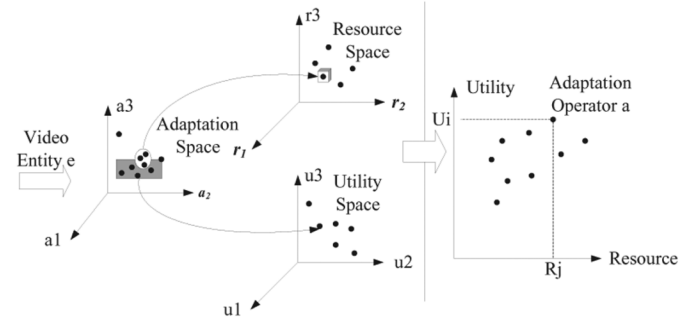 r3
Resource
Space
r2
r1
a3
Adaptation
Space
Video
Entity e
a2
a1
u3
Utility
Space
u2
u1
Utility
Adaptation
Operator a
Ui
Rj
Resource